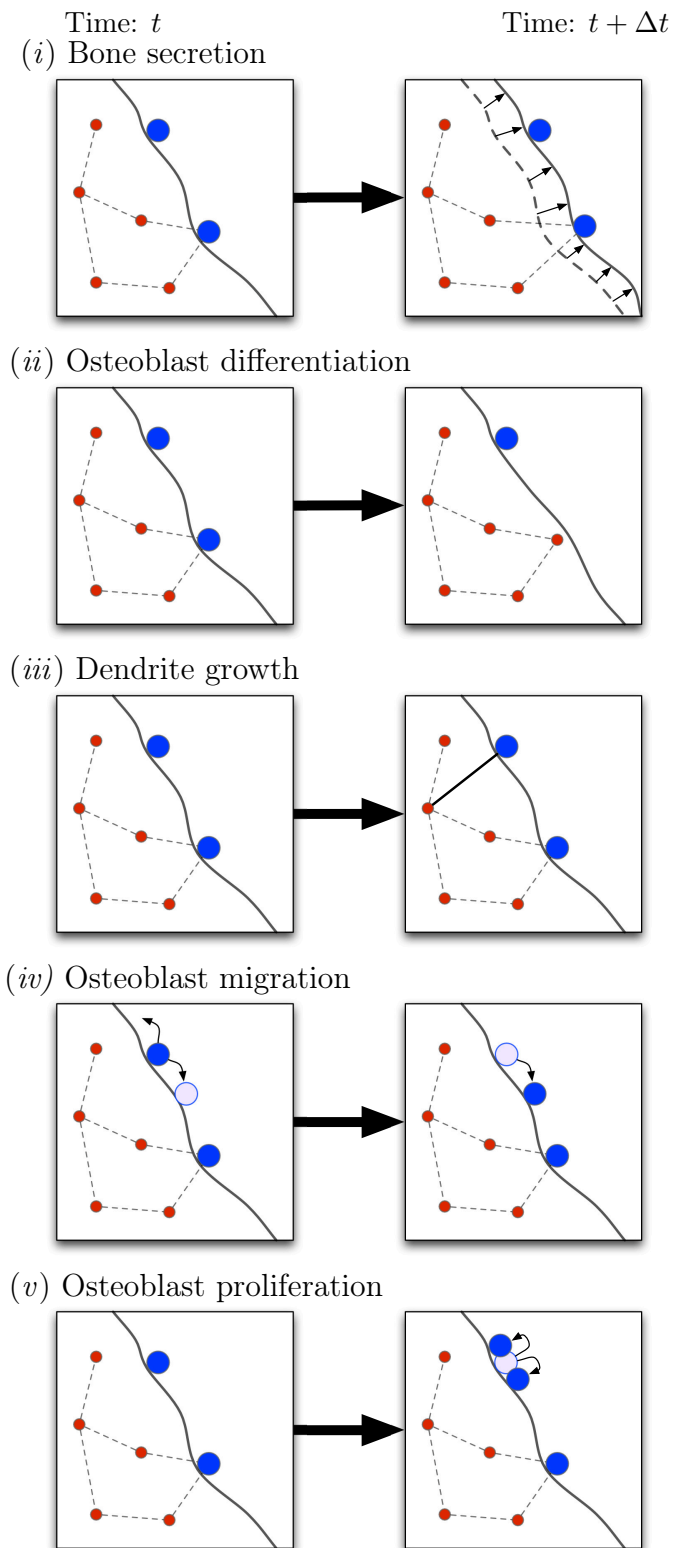 Time: t Time: t + Δt
(i) Bone secretion
(ii) Osteoblast differentiation
(iii) Dendrite growth
(iv) Osteoblast migration
(v) Osteoblast proliferation